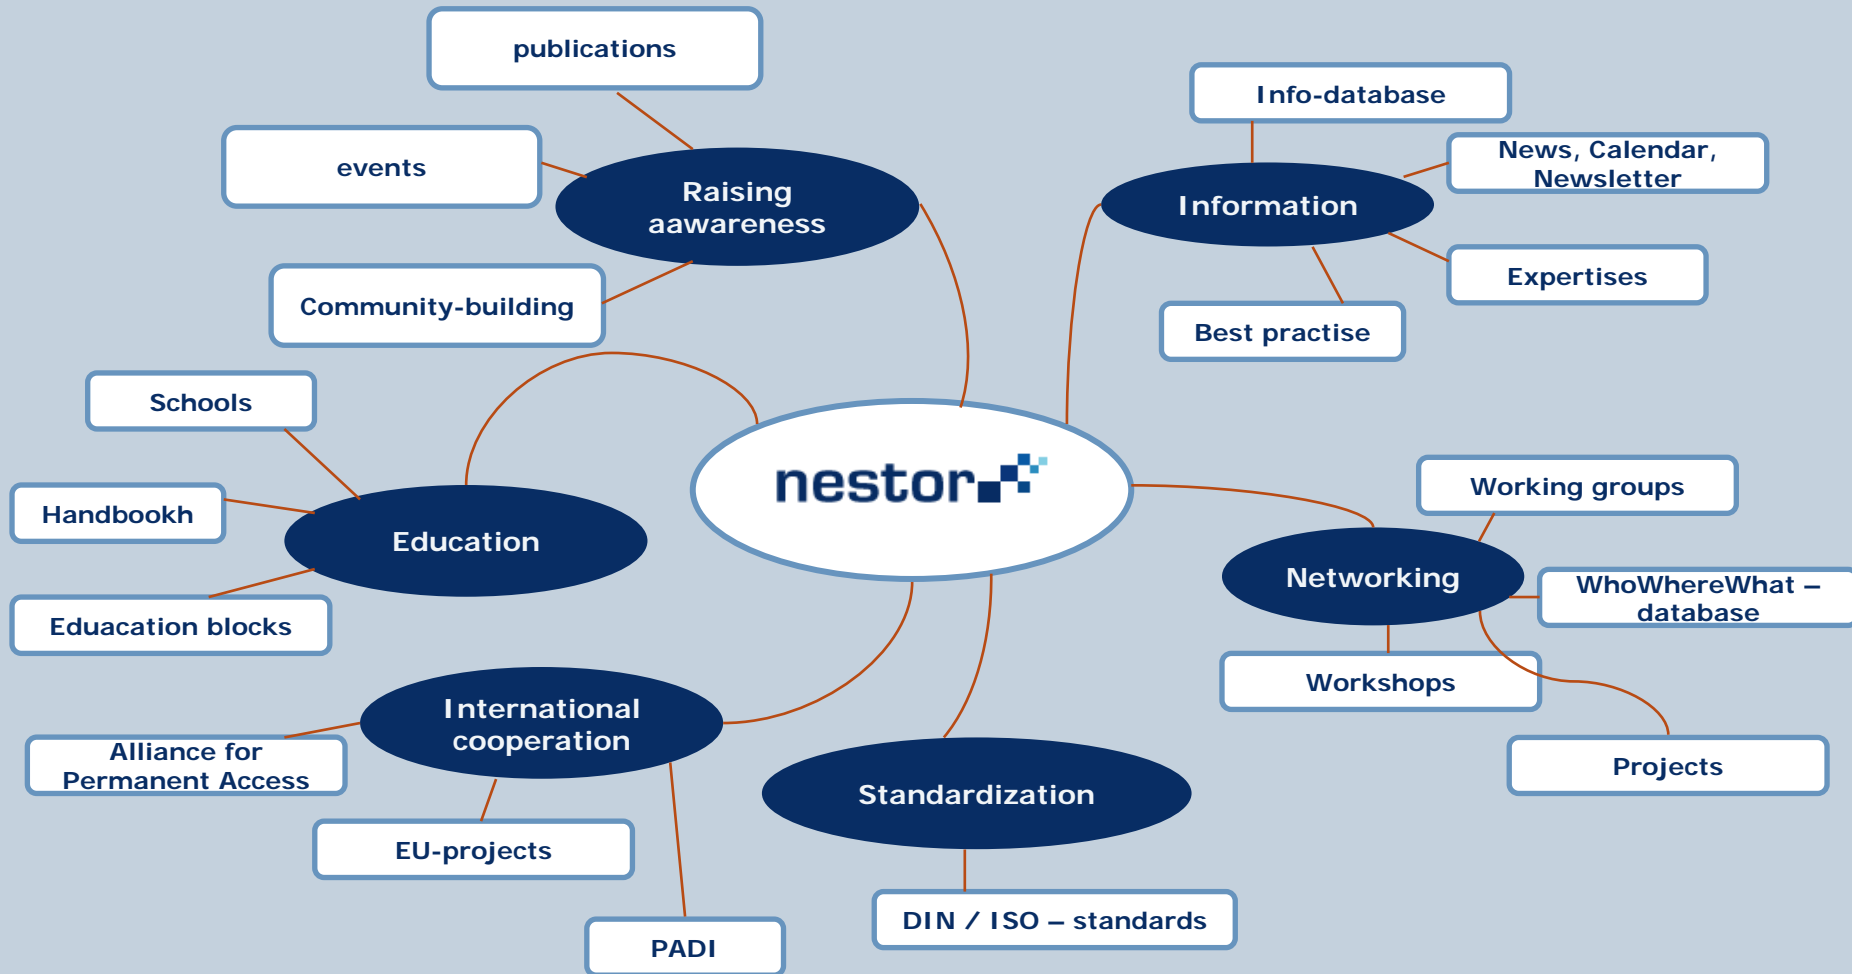 publications
events
Raising
aawareness
Community-building
Info-database
News, Calendar,
Newsletter
Information
Expertises
Best practise
Schools
Handbookh
Education
Eduacation blocks
nestor
Working groups
Networking
WhoWhereWhat –
database
Workshops
Projects
International
cooperation
Alliance for
Permanent Access
EU-projects
PADI
Standardization
DIN / ISO – standards